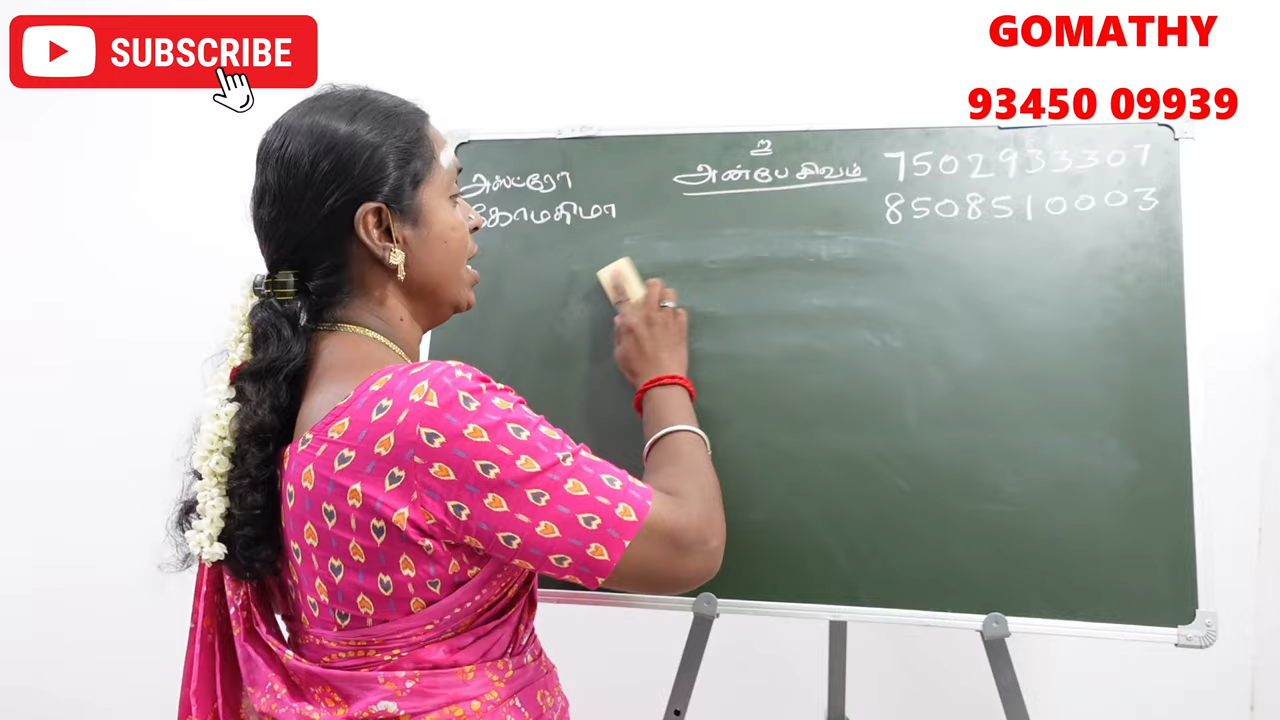 SUBSCRIBE
GOMATHY
93450 09939
உ
அஸ்ட்ரோ
கோமதிமா
அன்பே சிவம்
7502933307
8508510003